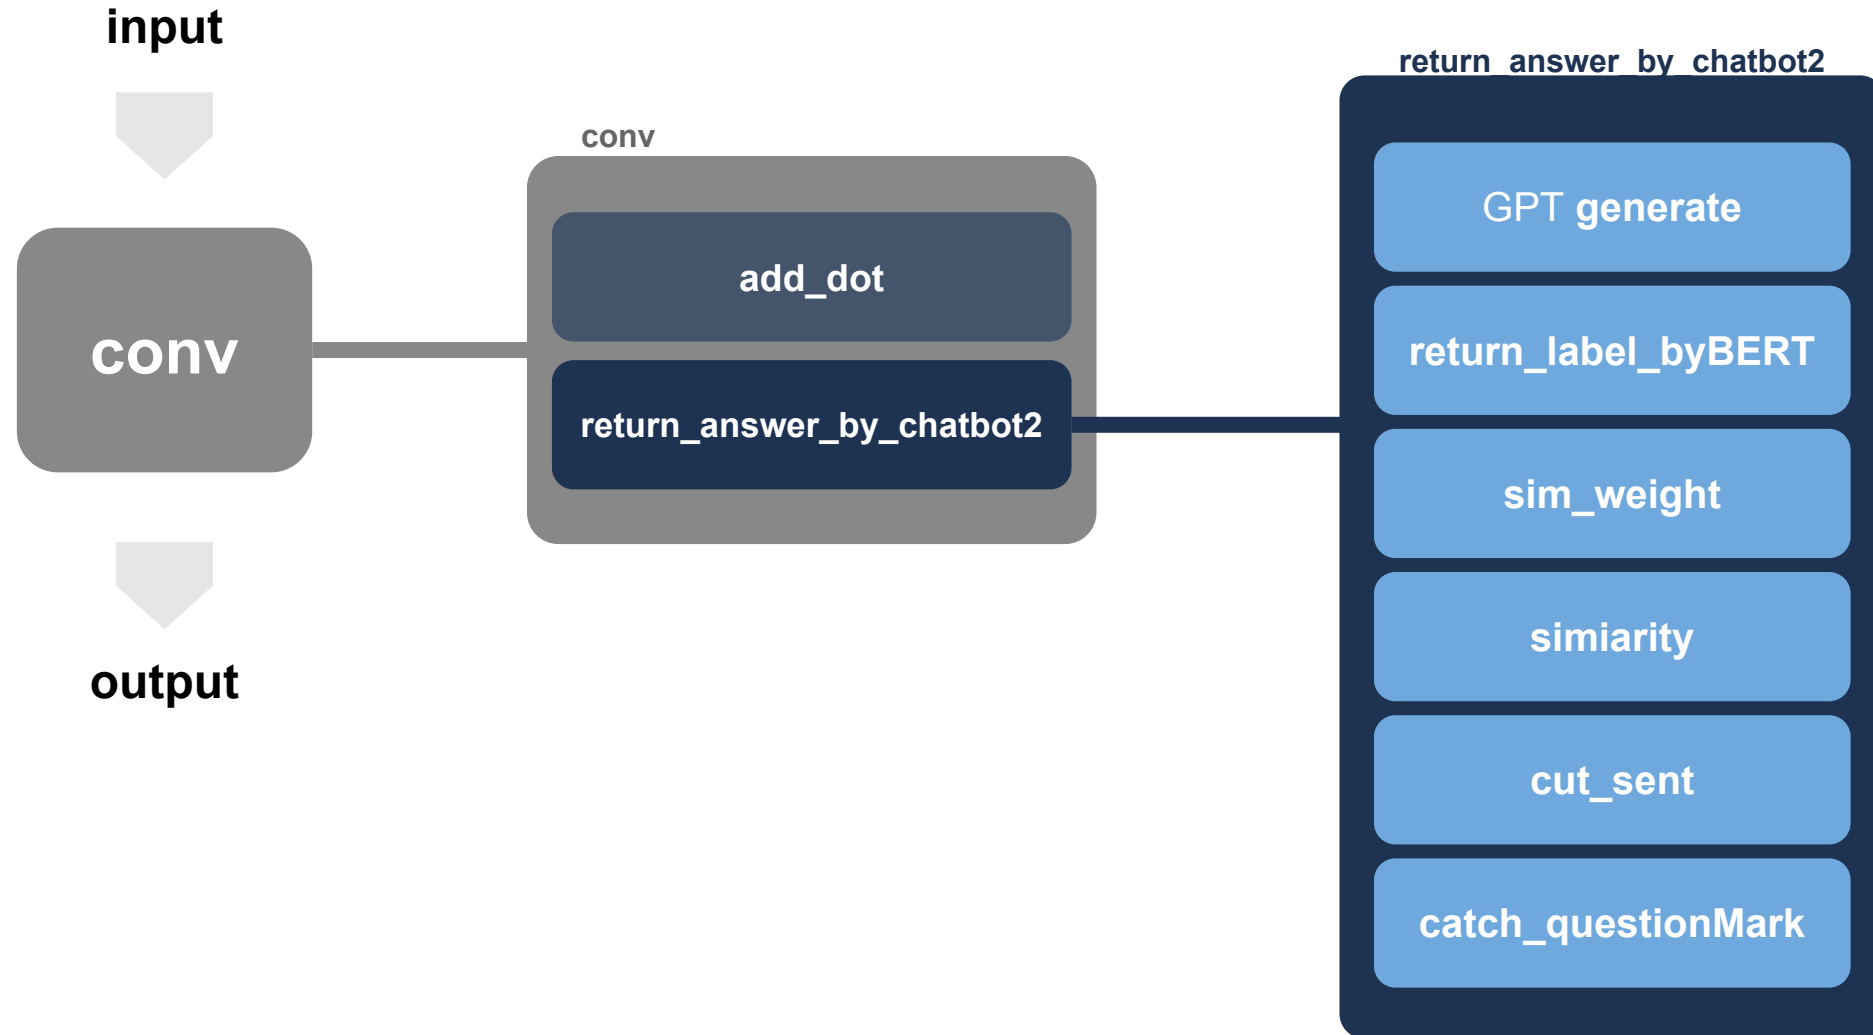 input
conv
output
conv
add_dot
return_answer_by_chatbot2
return_answer_by_chatbot2
GPT generate
return_label_byBERT
sim_weight
simiarity
cut_sent
catch_questionMark